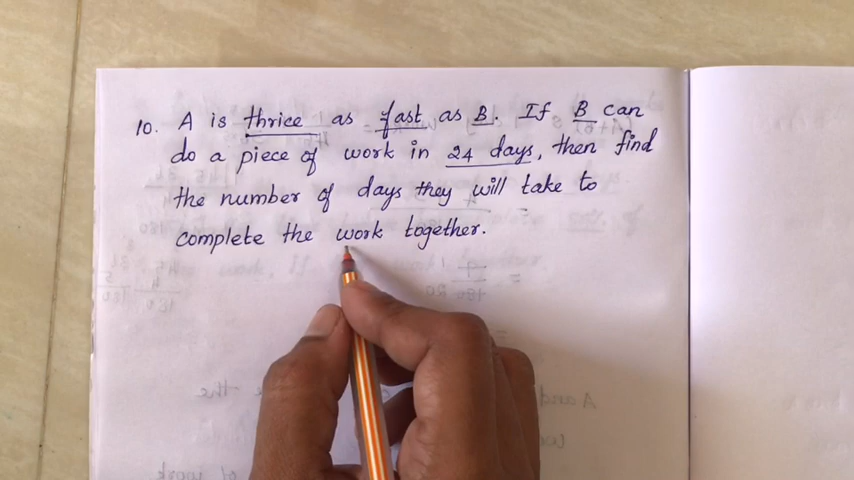 10. A is thrice as fast as B. If B can
do a piece of work in 24 days, then find
the number of days they will take to
complete the work together.